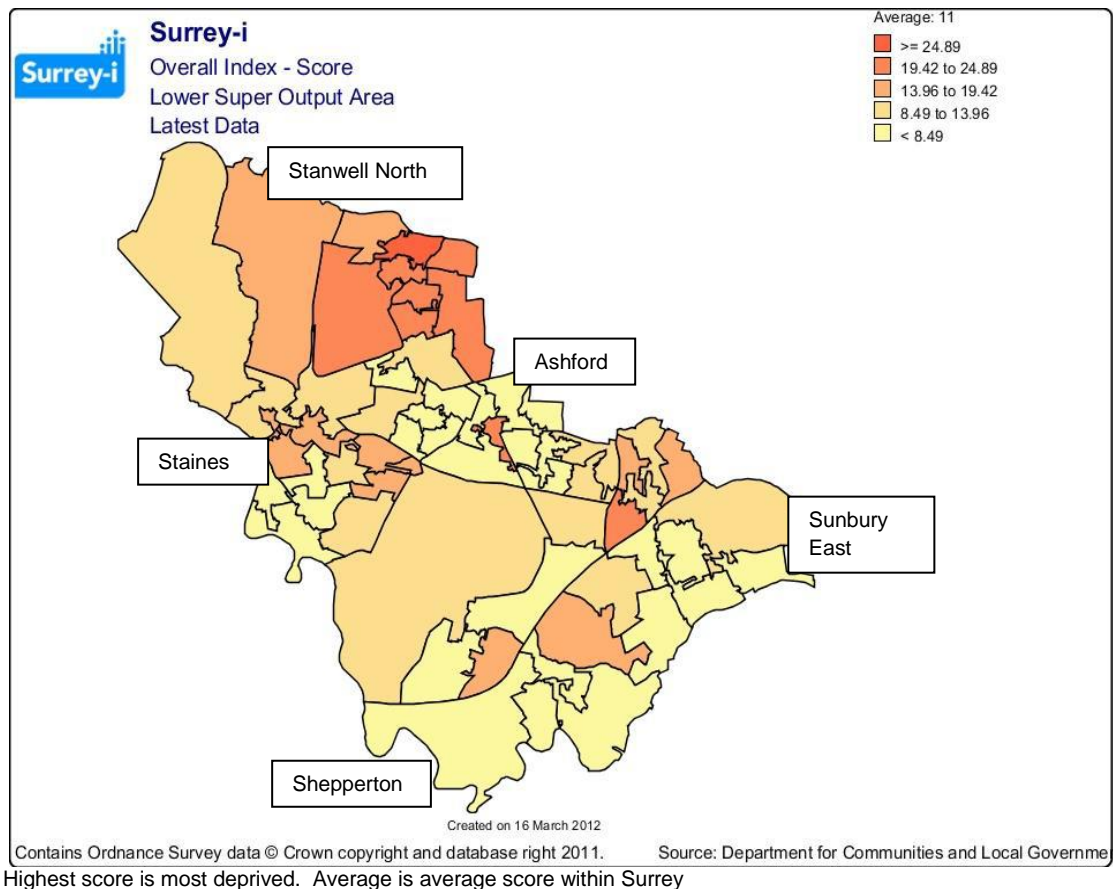 Surrey-i
Surrey-i
Overall Index - Score
Lower Super Output Area
Latest Data
Average: 11
>= 24.89
19.42 to 24.89
13.96 to 19.42
8.49 to 13.96
< 8.49
Stanwell North
Ashford
Staines
Sunbury
East
Shepperton
Created on 16 March 2012
Contains Ordnance Survey data © Crown copyright and database right 2011.
Source: Department for Communities and Local Governme
Highest score is most deprived. Average is average score within Surrey